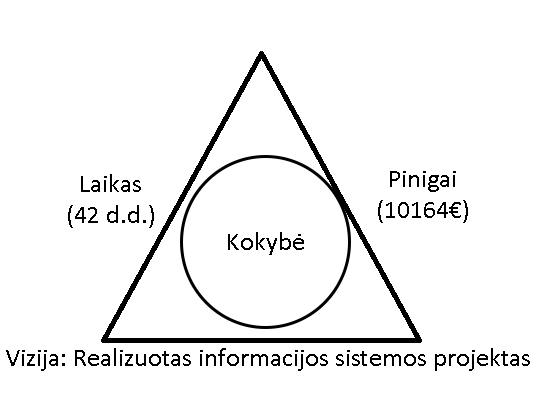 Laikas
(42 d.d.)
Pinigai
(10164€)
Kokybė
Vizija: Realizuotas informacijos sistemos projektas